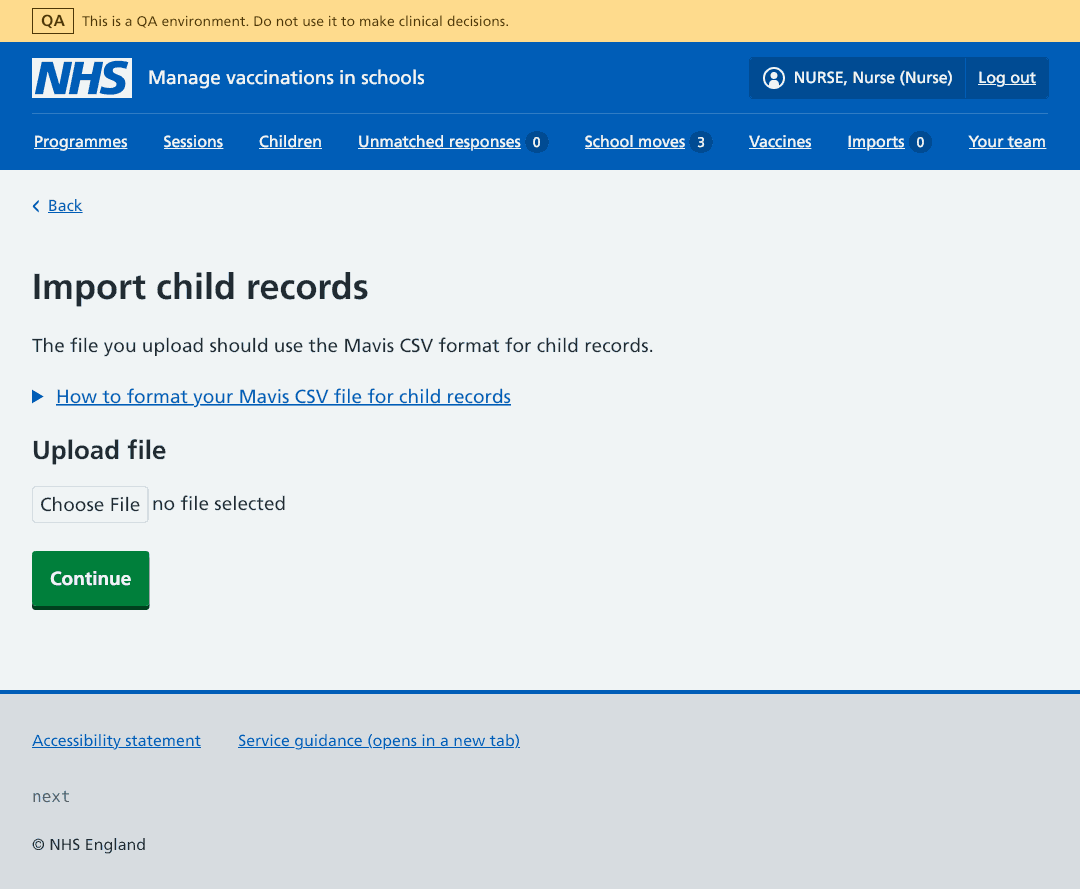 QA This is a QA environment. Do not use it to make clinical decisions.
NHS Manage vaccinations in schools NURSE, Nurse (Nurse) Log out
Programmes Sessions Children Unmatched responses 0 School moves 3 Vaccines Imports 0 Your team
Back
Import child records
The file you upload should use the Mavis CSV format for child records.
How to format your Mavis CSV file for child records
Upload file
Choose File no file selected
Continue
Accessibility statement Service guidance (opens in a new tab)
next
© NHS England